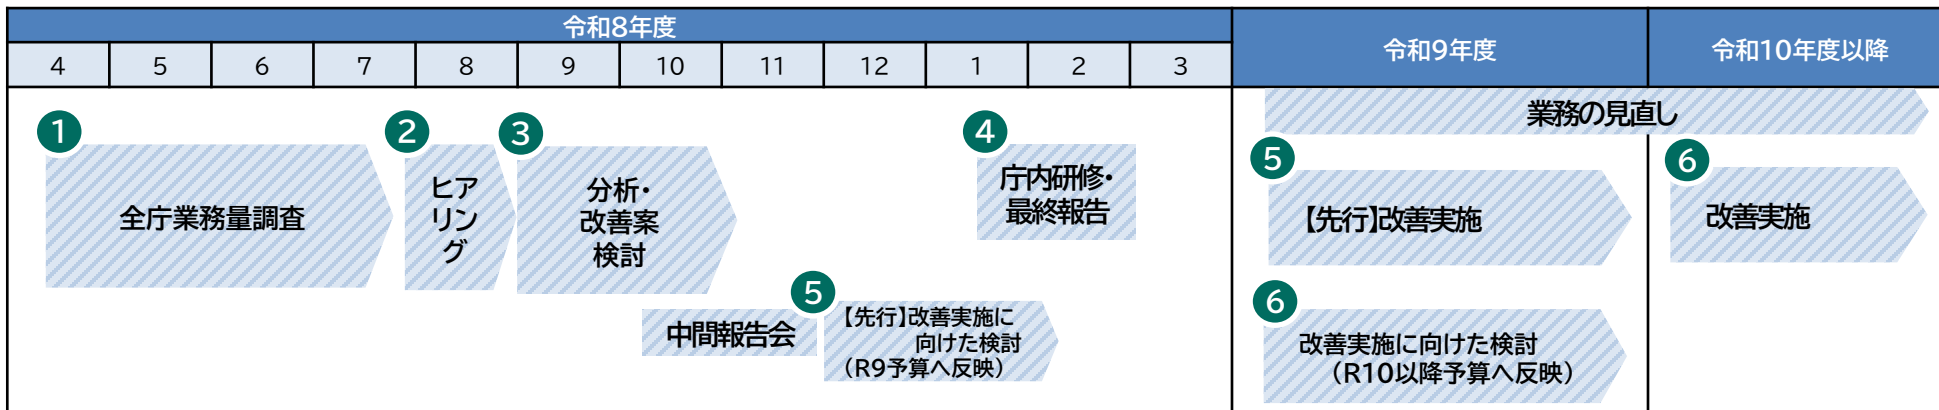 令和8年度
令和9年度
令和10年度以降
4 5 6 7 8 9 10 11 12 1 2 3
業務の見直し
1
全庁業務量調査
2
ヒア
リン
グ
3
分析・
改善案
検討
4
庁内研修・
最終報告
5
【先行】改善実施
6
改善実施
中間報告会
5
【先行】改善実施に
向けた検討
（R9予算へ反映）
6
改善実施に向けた検討
（R10以降予算へ反映）